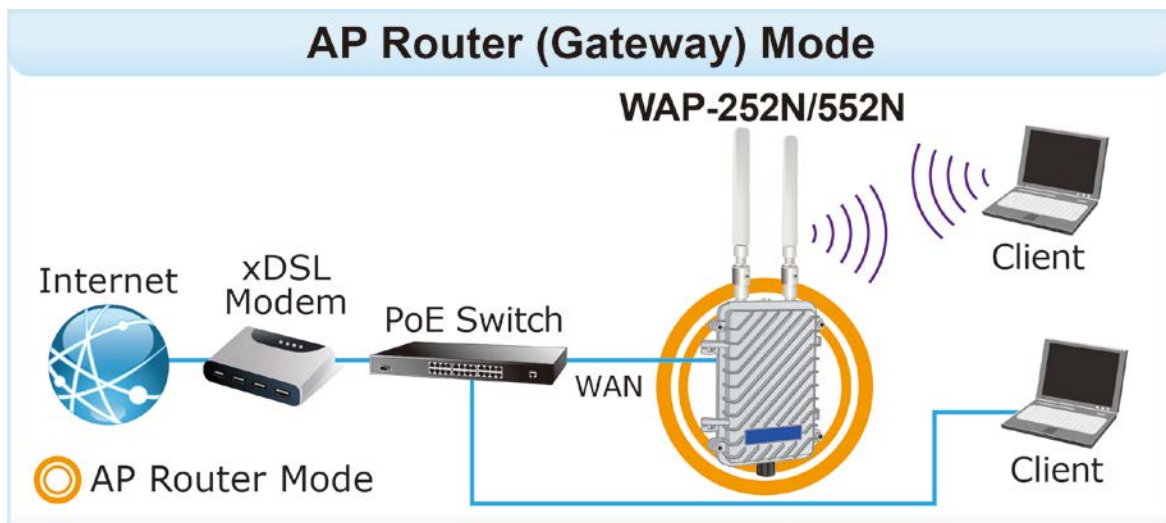 AP Router (Gateway) Mode
WAP-252N/552N
Internet
xDSL
Modem
PoE Switch
WAN
Client
Client
AP Router Mode